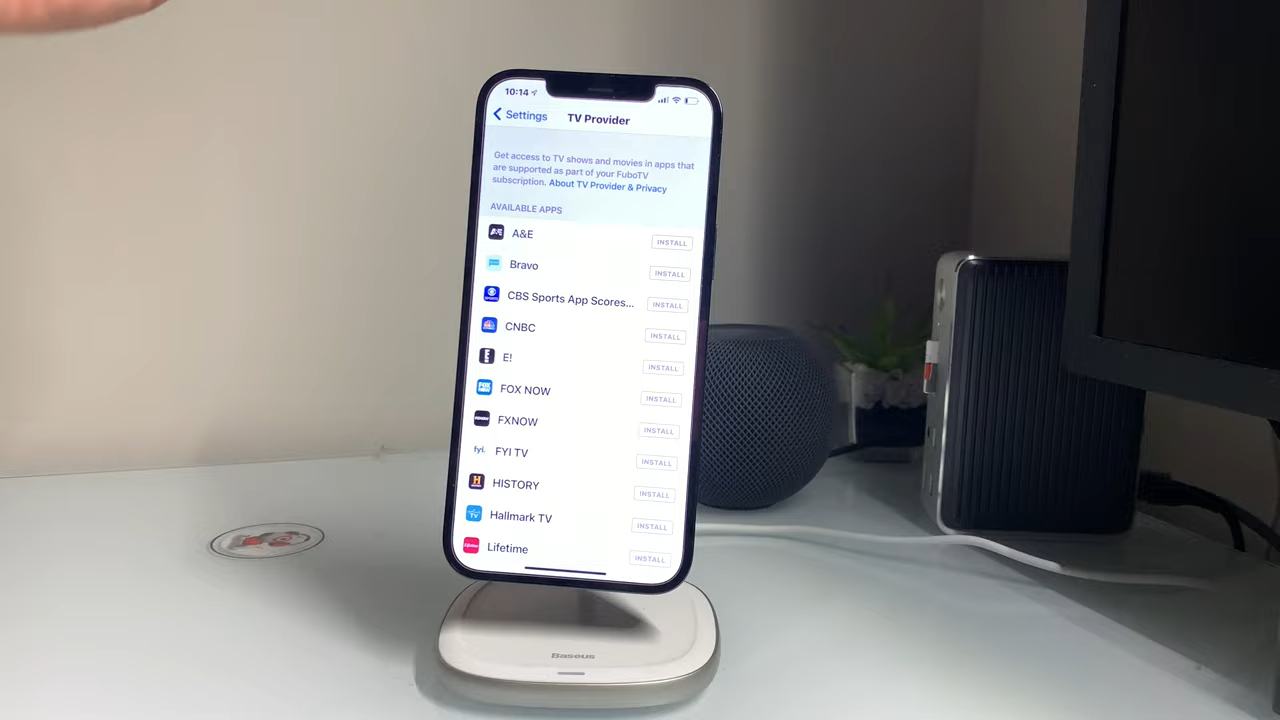 10:14
Settings TV Provider
Get access to TV shows and movies in apps that
are supported as part of your FuboTV
subscription. About TV Provider & Privacy
AVAILABLE APPS
A&E INSTALL
Bravo INSTALL
CBS Sports App Scores... INSTALL
CNBC INSTALL
E! INSTALL
FOX NOW INSTALL
FXNOW INSTALL
fyi. FYI TV INSTALL
HISTORY INSTALL
Hallmark TV INSTALL
Lifetime INSTALL
Baseus